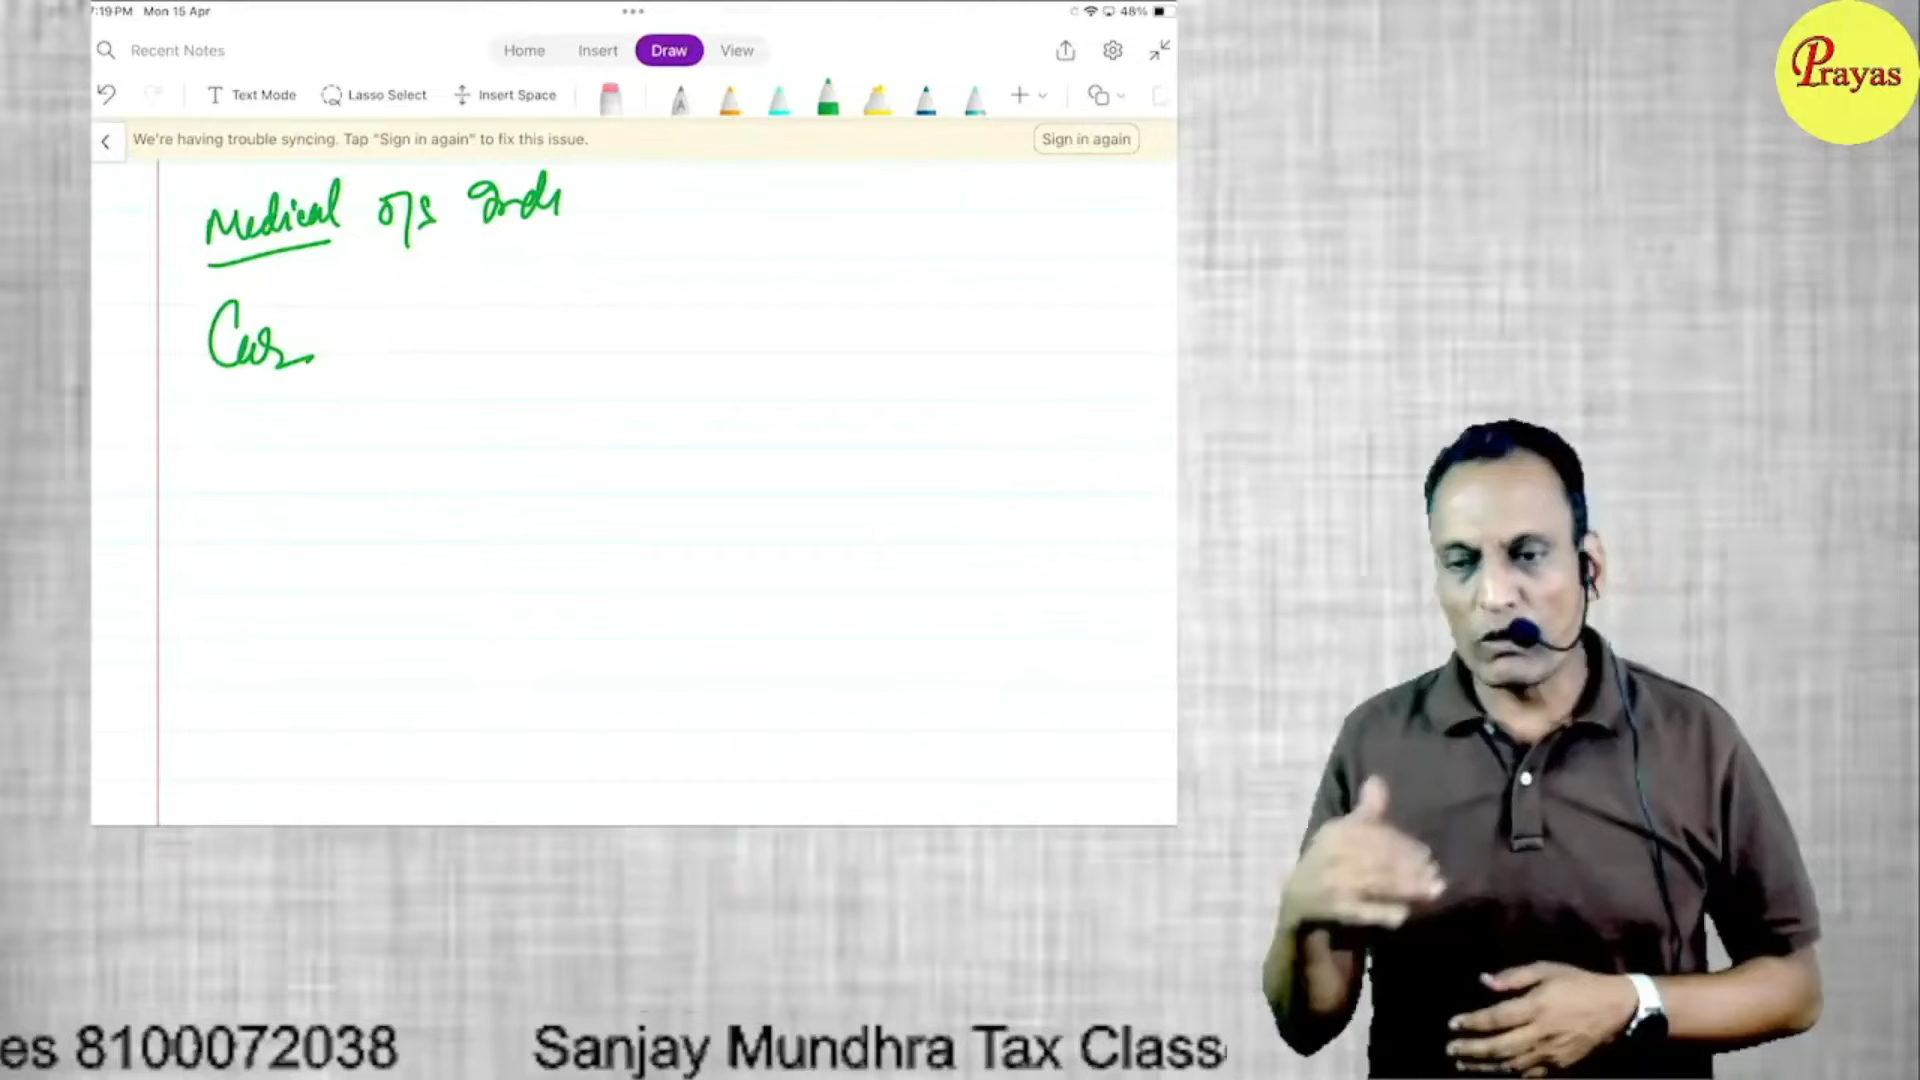 7:19 PM Mon 15 Apr
48%
Recent Notes
Home Insert Draw View
Text Mode Lasso Select Insert Space
We're having trouble syncing. Tap "Sign in again" to fix this issue.
Sign in again
Medical o/s India
Prayas
es 8100072038 Sanjay Mundhra Tax Class